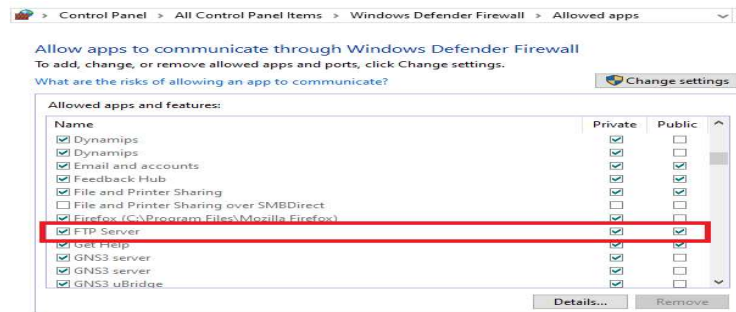 Control Panel > All Control Panel Items > Windows Defender Firewall > Allowed apps
Allow apps to communicate through Windows Defender Firewall
To add, change, or remove allowed apps and ports, click Change settings.
What are the risks of allowing an app to communicate? Change settings
Allowed apps and features:
Name Private Public
Dynamips
Dynamips
Email and accounts
Feedback Hub
File and Printer Sharing
File and Printer Sharing over SMBDirect
Firefox (C:\Program Files\Mozilla Firefox)
FTP Server
Get Help
GNS3 server
GNS3 server
GNS3 uBridge
Details... Remove